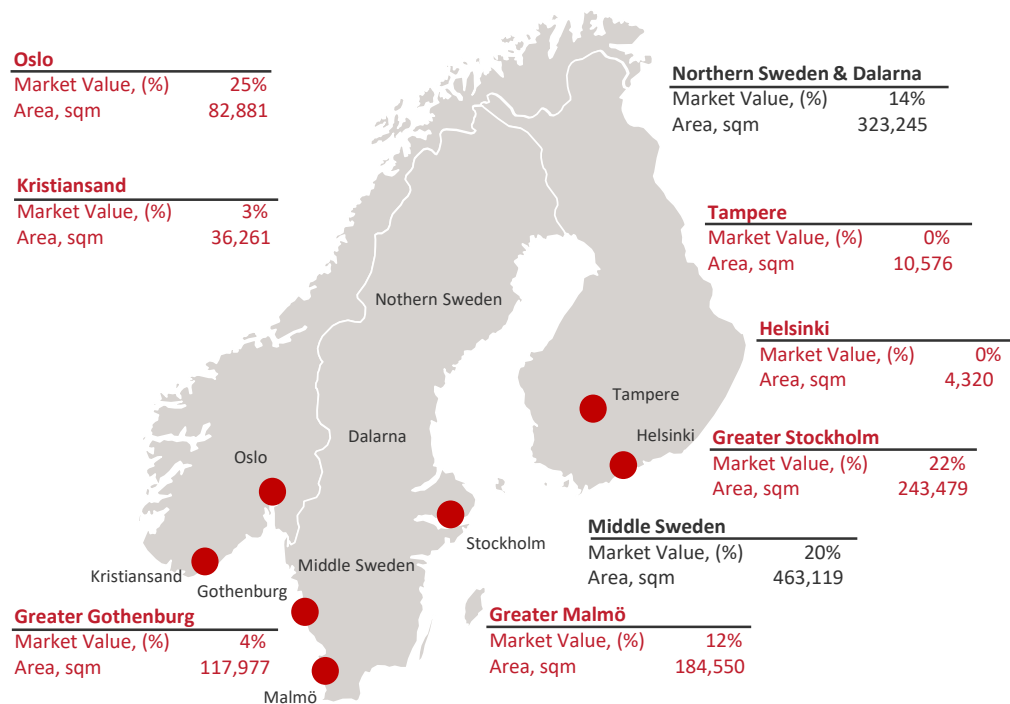 Oslo
Market Value, (%) 25%
Area, sqm 82,881
Northern Sweden & Dalarna
Market Value, (%) 14%
Area, sqm 323,245
Kristiansand
Market Value, (%) 3%
Area, sqm 36,261
Tampere
Market Value, (%) 0%
Area, sqm 10,576
Nothern Sweden
Helsinki
Market Value, (%) 0%
Area, sqm 4,320
Tampere
Dalarna
Helsinki
Oslo
Greater Stockholm
Market Value, (%) 22%
Area, sqm 243,479
Stockholm
Middle Sweden
Market Value, (%) 20%
Area, sqm 463,119
Middle Sweden
Kristiansand
Gothenburg
Greater Gothenburg
Market Value, (%) 4%
Area, sqm 117,977
Greater Malmö
Market Value, (%) 12%
Area, sqm 184,550
Malmö